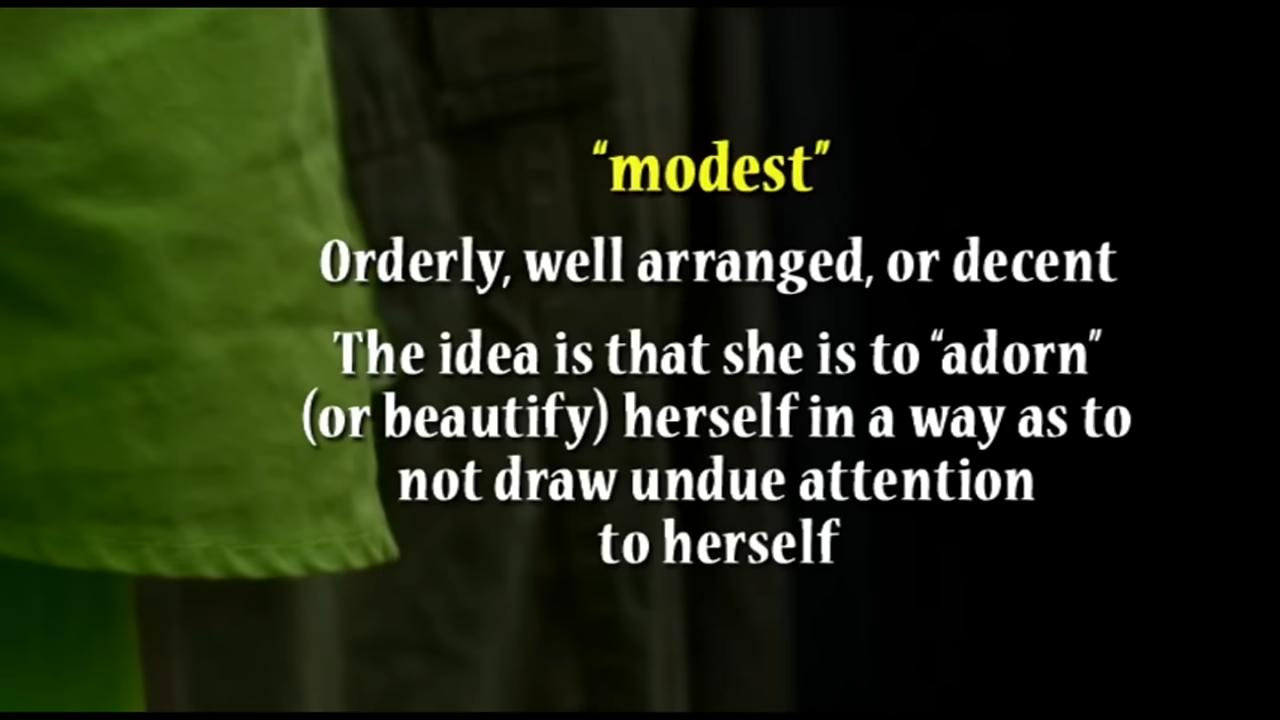 “modest”
Orderly, well arranged, or decent
The idea is that she is to “adorn”
(or beautify) herself in a way as to
not draw undue attention
to herself